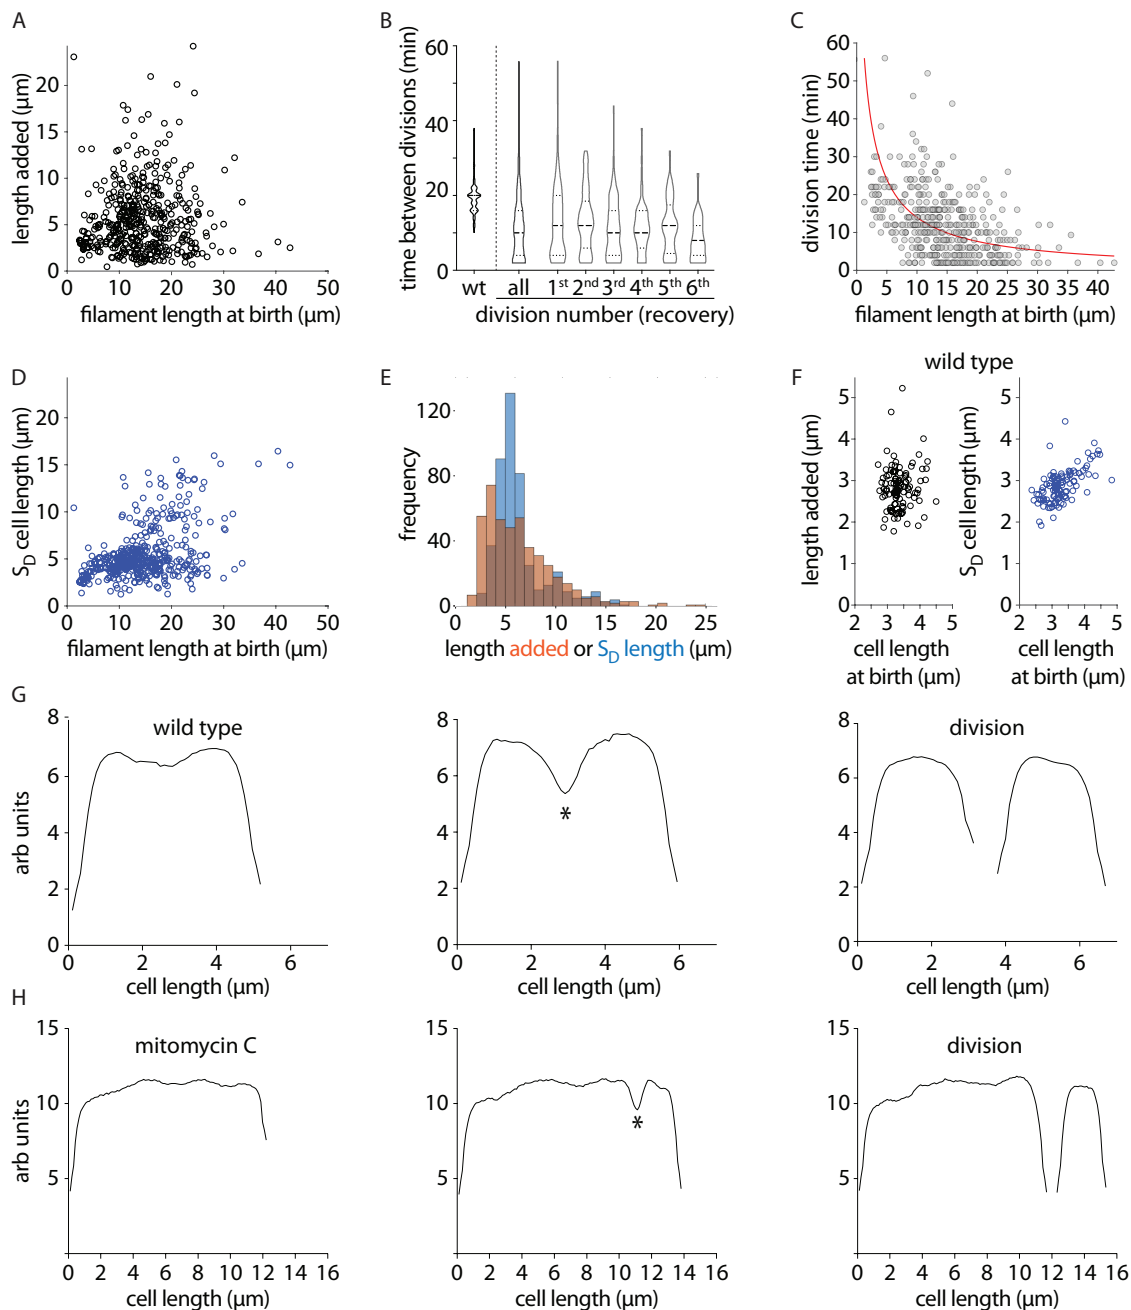 A
length added (µm)
20
15
10
5
0
0 10 20 30 40 50
filament length at birth (µm)
B
time between divisions (min)
60
40
20
0
wt all 1st 2nd 3rd 4th 5th 6th
division number (recovery)
C
division time (min)
60
50
40
30
20
10
0
0 5 10 15 20 25 30 35 40
filament length at birth (µm)
D
SD cell length (µm)
20
15
10
5
0
0 10 20 30 40 50
filament length at birth (µm)
E
frequency
120
80
40
0
0 5 10 15 20 25
length added or SD length (µm)
wild type
F
length added (µm)
5
4
3
2
1
0
2 3 4 5
cell length
at birth (µm)
SD cell length (µm)
5
4
3
2
1
0
2 3 4 5
cell length
at birth (µm)
G
wild type
arb units
8
6
4
2
0
0 2 4 6
cell length (µm)
8
6
4
2
0
*
0 2 4 6
cell length (µm)
division
8
6
4
2
0
0 2 4 6
cell length (µm)
H
mitomycin C
arb units
15
10
5
0 2 4 6 8 10 12 14 16
cell length (µm)
15
10
5
*
0 2 4 6 8 10 12 14 16
cell length (µm)
division
15
10
5
0 2 4 6 8 10 12 14 16
cell length (µm)